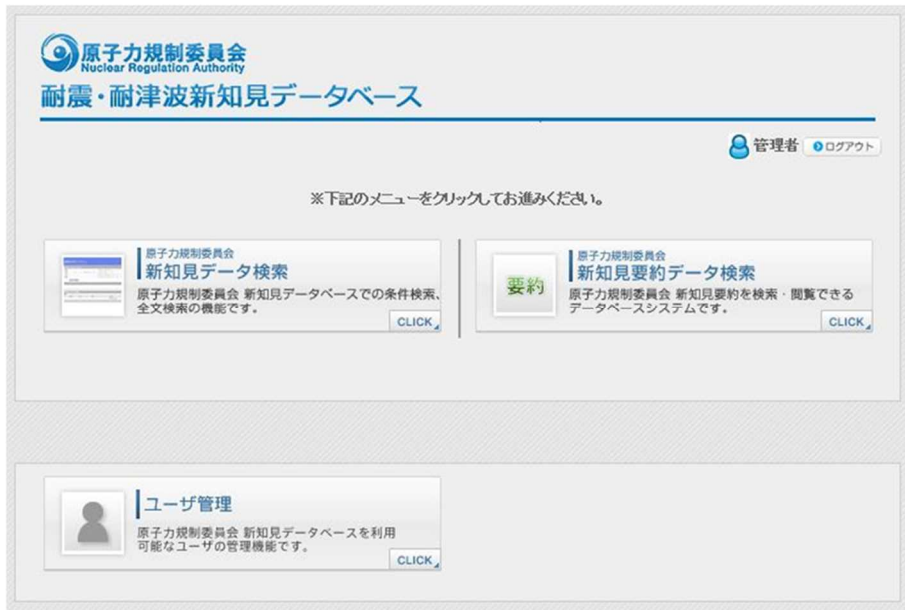 原子力規制委員会
Nuclear Regulation Authority
耐震・耐津波新知見データベース
管理者 ログアウト
※下記のメニューをクリックしてお進みください。
原子力規制委員会
新知見データ検索
原子力規制委員会 新知見データベースでの条件検索、
全文検索の機能です。
CLICK
要約
原子力規制委員会
新知見要約データ検索
原子力規制委員会 新知見要約を検索・閲覧できる
データベースシステムです。
CLICK
ユーザ管理
原子力規制委員会 新知見データベースを利用
可能なユーザの管理機能です。
CLICK